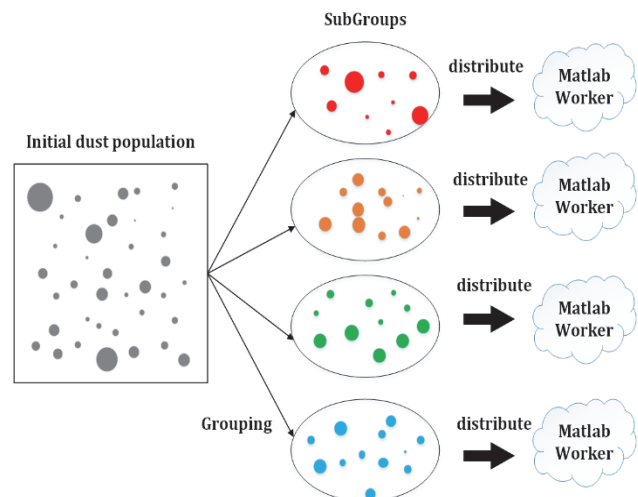 SubGroups
distribute
Matlab
Worker
Initial dust population
distribute
Matlab
Worker
distribute
Matlab
Worker
Grouping
distribute
Matlab
Worker